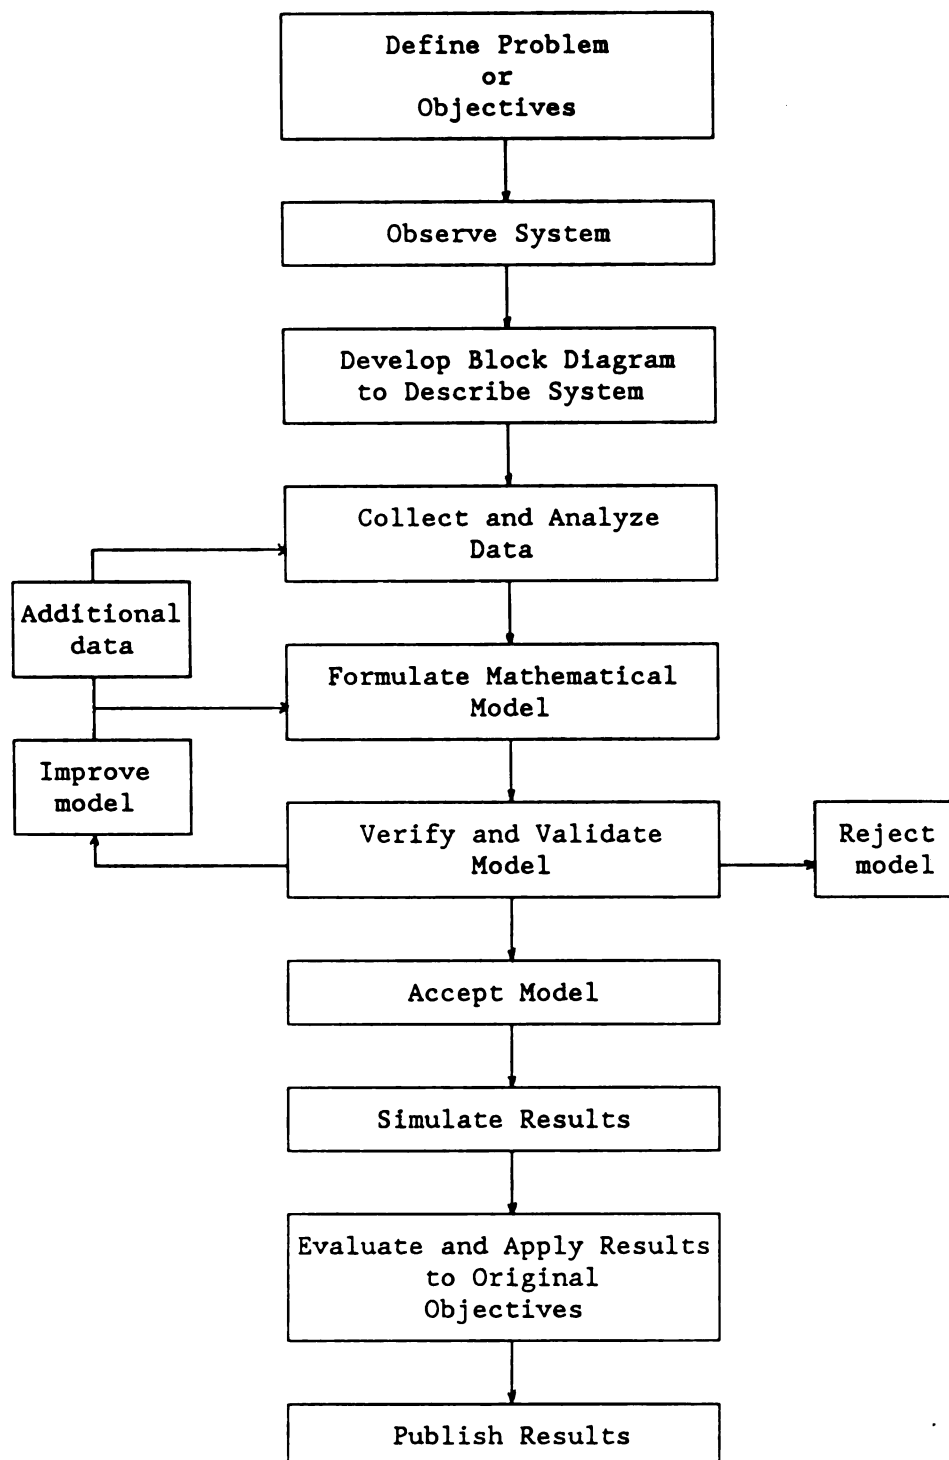 Define Problem
or
Objectives
Observe System
Develop Block Diagram
to Describe System
Collect and Analyze
Data
Additional
data
Formulate Mathematical
Model
Improve
model
Verify and Validate
Model
Reject
model
Accept Model
Simulate Results
Evaluate and Apply Results
to Original
Objectives
Publish Results